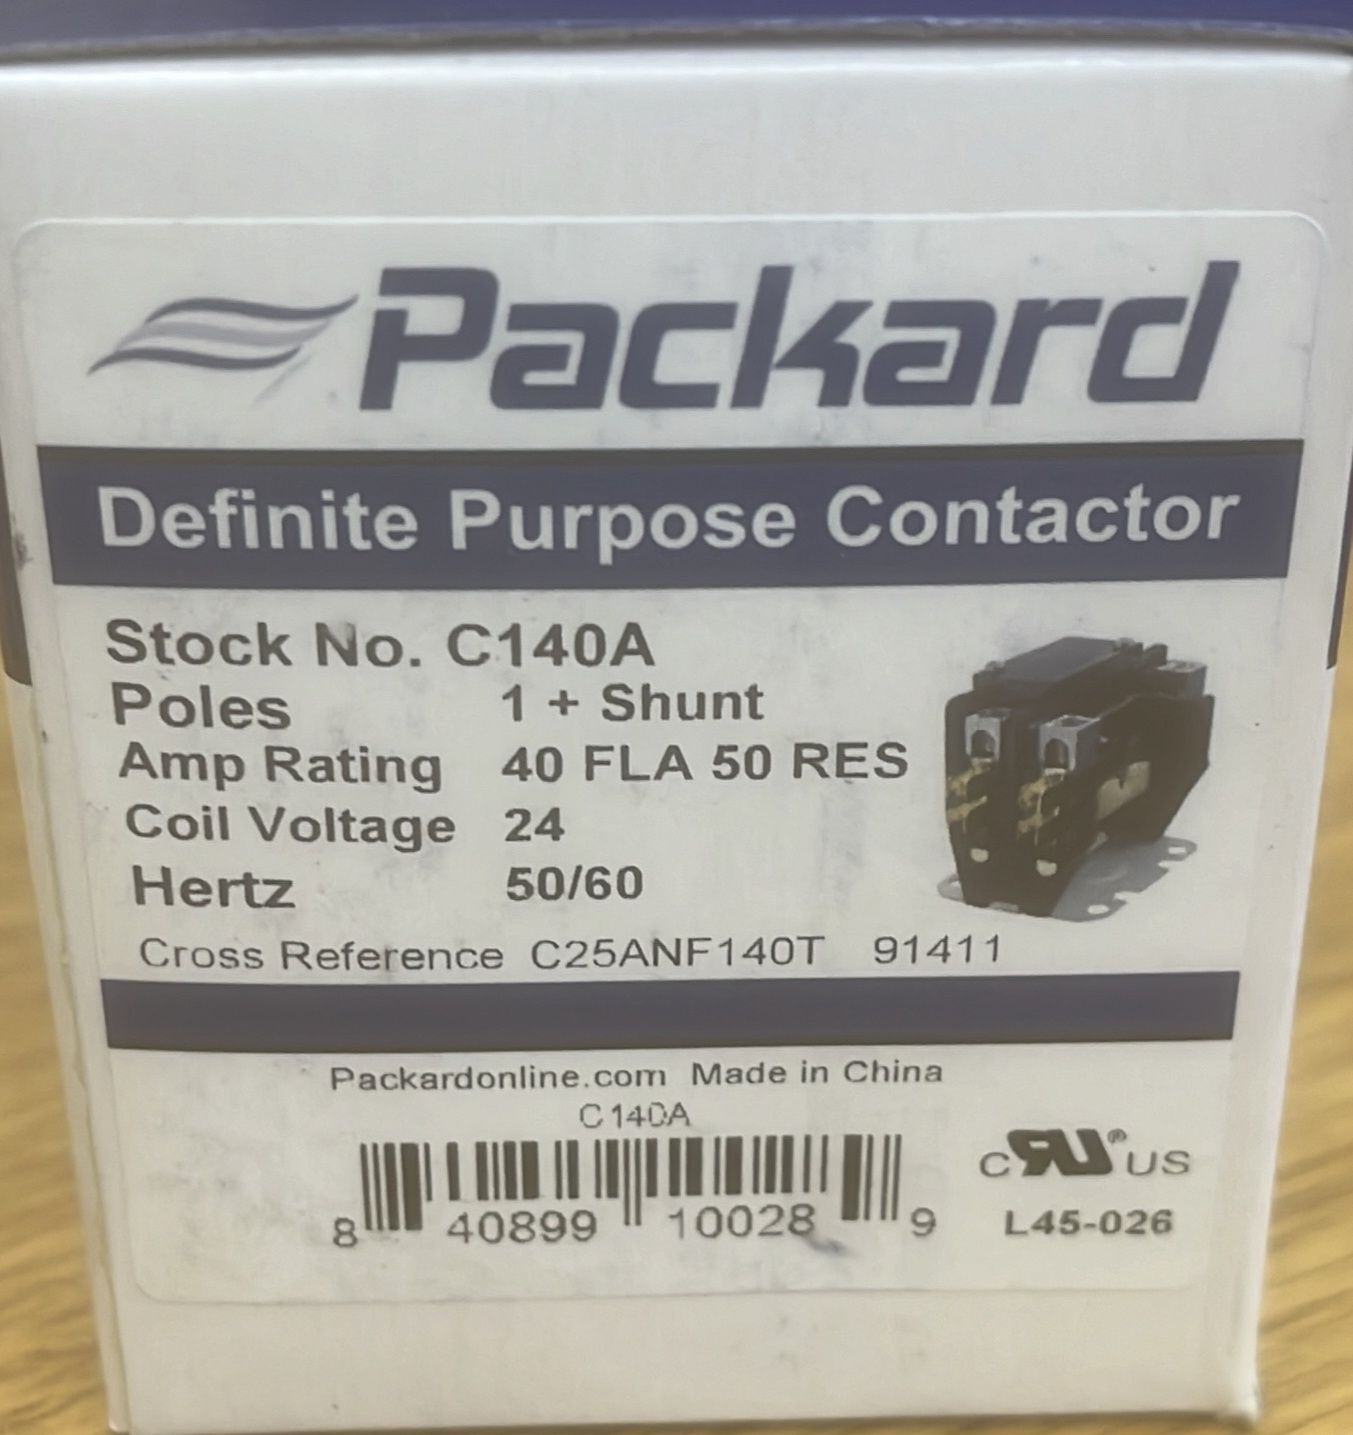 Packard
Definite Purpose Contactor
Stock No. C140A
Poles 1 + Shunt
Amp Rating 40 FLA 50 RES
Coil Voltage 24
Hertz 50/60
Cross Reference C25ANF140T 91411
Packardonline.com Made in China
C140A
8 40899 10028 9
c RU ® US
L45-026